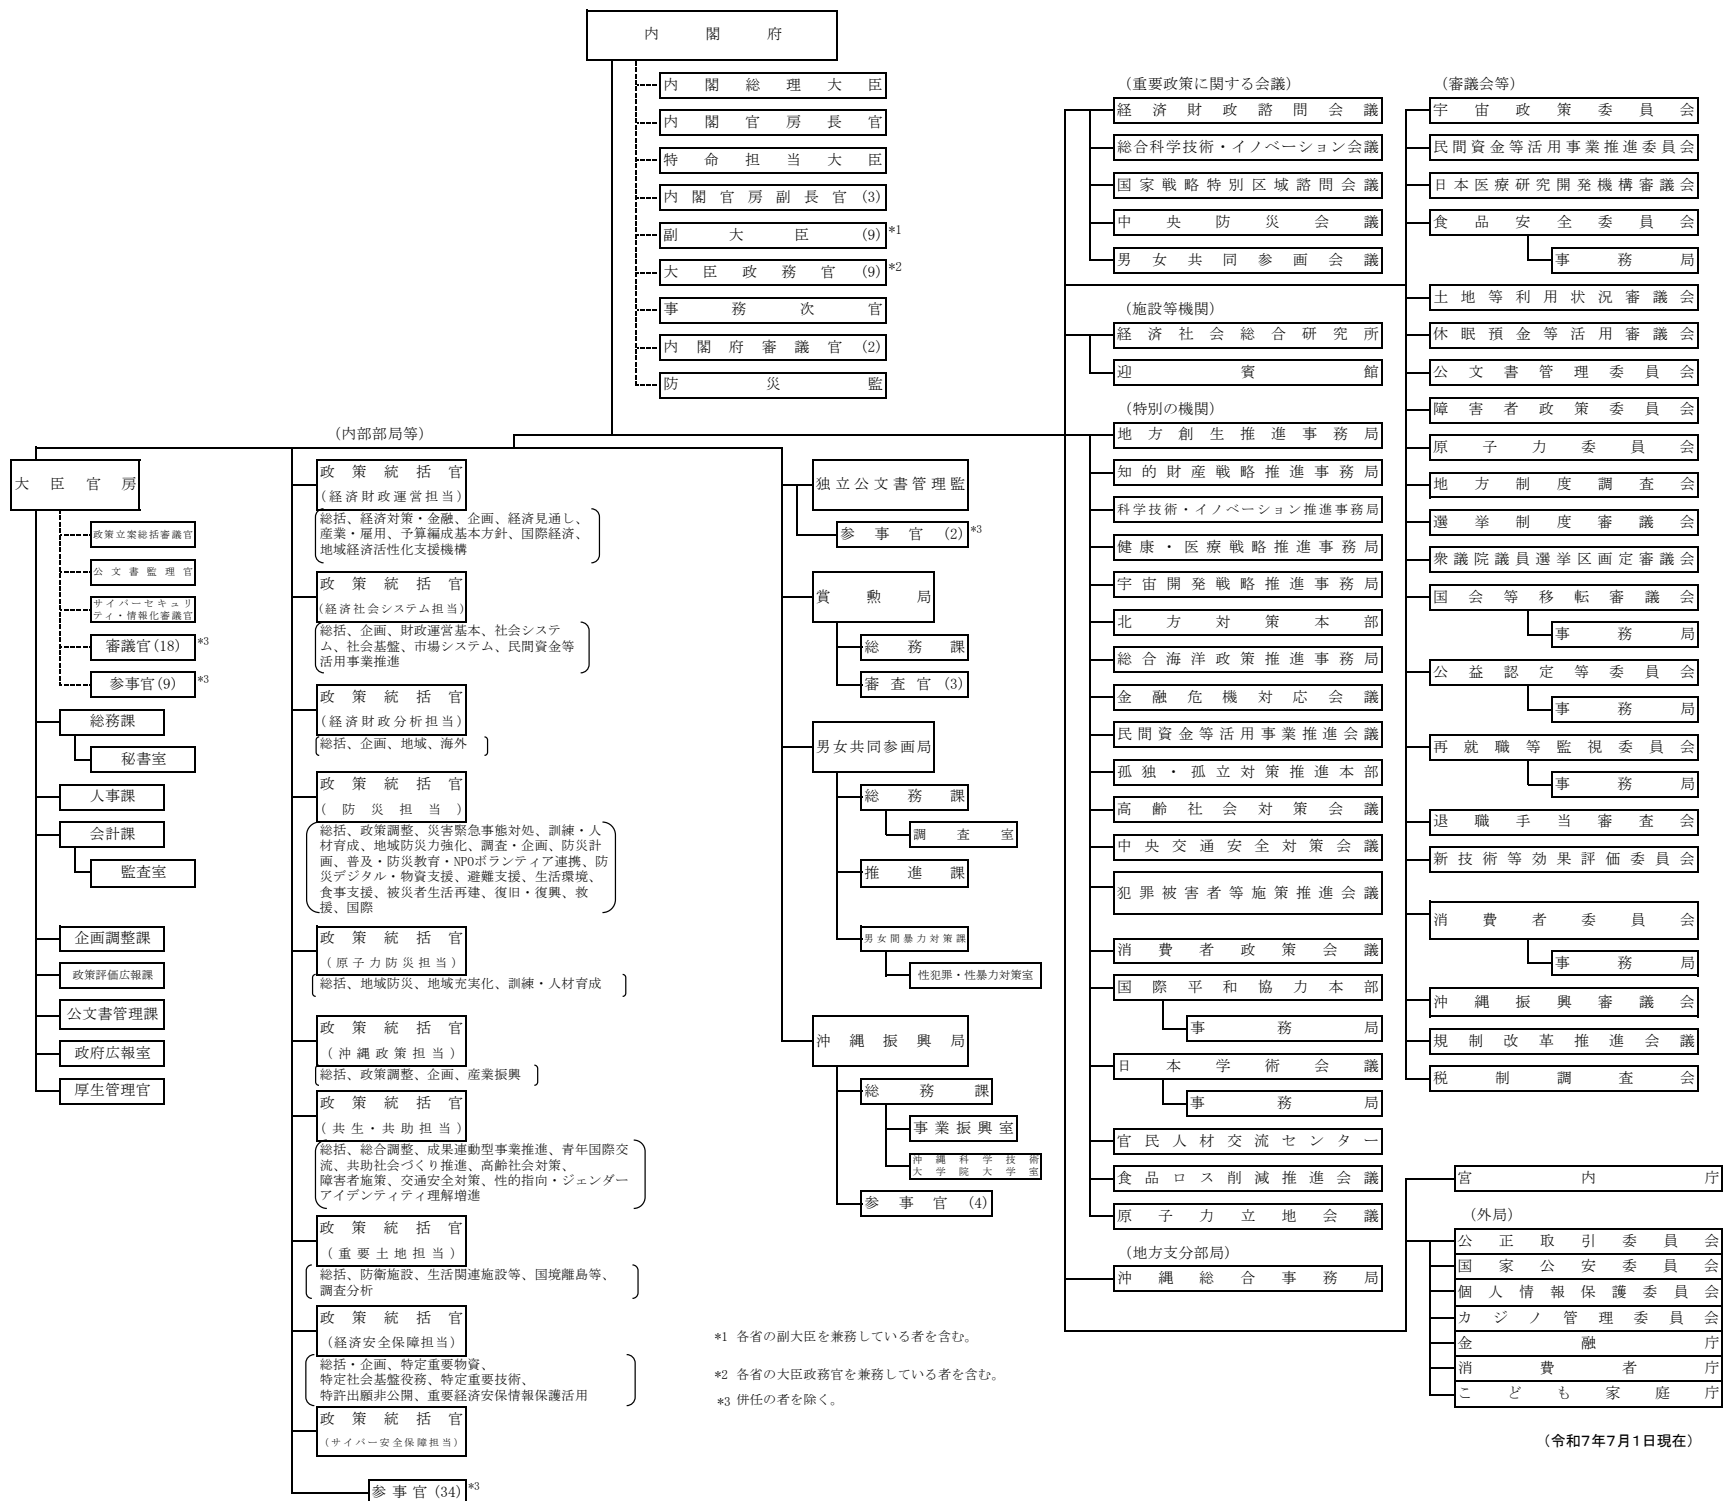 内閣府
内閣総理大臣
内閣官房長官
特命担当大臣
内閣官房副長官(3)
副大臣(9)*1
大臣政務官(9)*2
事務次官
内閣府審議官(2)
防災監
(内部部局等)
大臣官房
政策立案総括審議官
公文書監理官
サイバーセキュリ
ティ・情報化審議官
審議官(18)*3
参事官(9)*3
総務課
秘書室
人事課
会計課
監査室
企画調整課
政策評価広報課
公文書管理課
政府広報室
厚生管理官
政策統括官
(経済財政運営担当)
総括、経済対策・金融、企画、経済見通し、
産業・雇用、予算編成基本方針、国際経済、
地域経済活性化支援機構
政策統括官
(経済社会システム担当)
総括、企画、財政運営基本、社会システ
ム、社会基盤、市場システム、民間資金等
活用事業推進
政策統括官
(経済財政分析担当)
総括、企画、地域、海外
政策統括官
(防災担当)
総括、政策調整、災害緊急事態対処、訓練・人
材育成、地域防災力強化、調査・企画、防災計
画、普及・防災教育・NPOボランティア連携、防
災デジタル・物資支援、避難支援、生活環境、
食事支援、被災者生活再建、復旧・復興、救
援、国際
政策統括官
(原子力防災担当)
総括、地域防災、地域充実化、訓練・人材育成
政策統括官
(沖縄政策担当)
総括、政策調整、企画、産業振興
政策統括官
(共生・共助担当)
総括、総合調整、成果連動型事業推進、青年国際交
流、共助社会づくり推進、高齢社会対策、
障害者施策、交通安全対策、性的指向・ジェンダー
アイデンティティ理解増進
政策統括官
(重要土地担当)
総括、防衛施設、生活関連施設等、国境離島等、
調査分析
政策統括官
(経済安全保障担当)
総括・企画、特定重要物資、
特定社会基盤役務、特定重要技術、
特許出願非公開、重要経済安保情報保護活用
政策統括官
(サイバー安全保障担当)
参事官(34)*3
独立公文書管理監
参事官(2)*3
賞勲局
総務課
審査官(3)
男女共同参画局
総務課
調査室
推進課
男女間暴力対策課
性犯罪・性暴力対策室
沖縄振興局
総務課
事業振興室
沖縄科学技術
大学院大学室
参事官(4)
*1 各省の副大臣を兼務している者を含む。
*2 各省の大臣政務官を兼務している者を含む。
*3 併任の者を除く。
(重要政策に関する会議)
経済財政諮問会議
総合科学技術・イノベーション会議
国家戦略特別区域諮問会議
中央防災会議
男女共同参画会議
(施設等機関)
経済社会総合研究所
迎賓館
(特別の機関)
地方創生推進事務局
知的財産戦略推進事務局
科学技術・イノベーション推進事務局
健康・医療戦略推進事務局
宇宙開発戦略推進事務局
北方対策本部
総合海洋政策推進事務局
金融危機対応会議
民間資金等活用事業推進会議
孤独・孤立対策推進本部
高齢社会対策会議
中央交通安全対策会議
犯罪被害者等施策推進会議
消費者政策会議
国際平和協力本部
事務局
日本学術会議
事務局
官民人材交流センター
食品ロス削減推進会議
原子力立地会議
(地方支分部局)
沖縄総合事務局
(審議会等)
宇宙政策委員会
民間資金等活用事業推進委員会
日本医療研究開発機構審議会
食品安全委員会
事務局
土地等利用状況審議会
休眠預金等活用審議会
公文書管理委員会
障害者政策委員会
原子力委員会
地方制度調査会
選挙制度審議会
衆議院議員選挙区画定審議会
国会等移転審議会
事務局
公益認定等委員会
事務局
再就職等監視委員会
事務局
退職手当審査会
新技術等効果評価委員会
消費者委員会
事務局
沖縄振興審議会
規制改革推進会議
税制調査会
宮内庁
(外局)
公正取引委員会
国家公安委員会
個人情報保護委員会
カジノ管理委員会
金融庁
消費者庁
こども家庭庁
(令和7年7月1日現在)